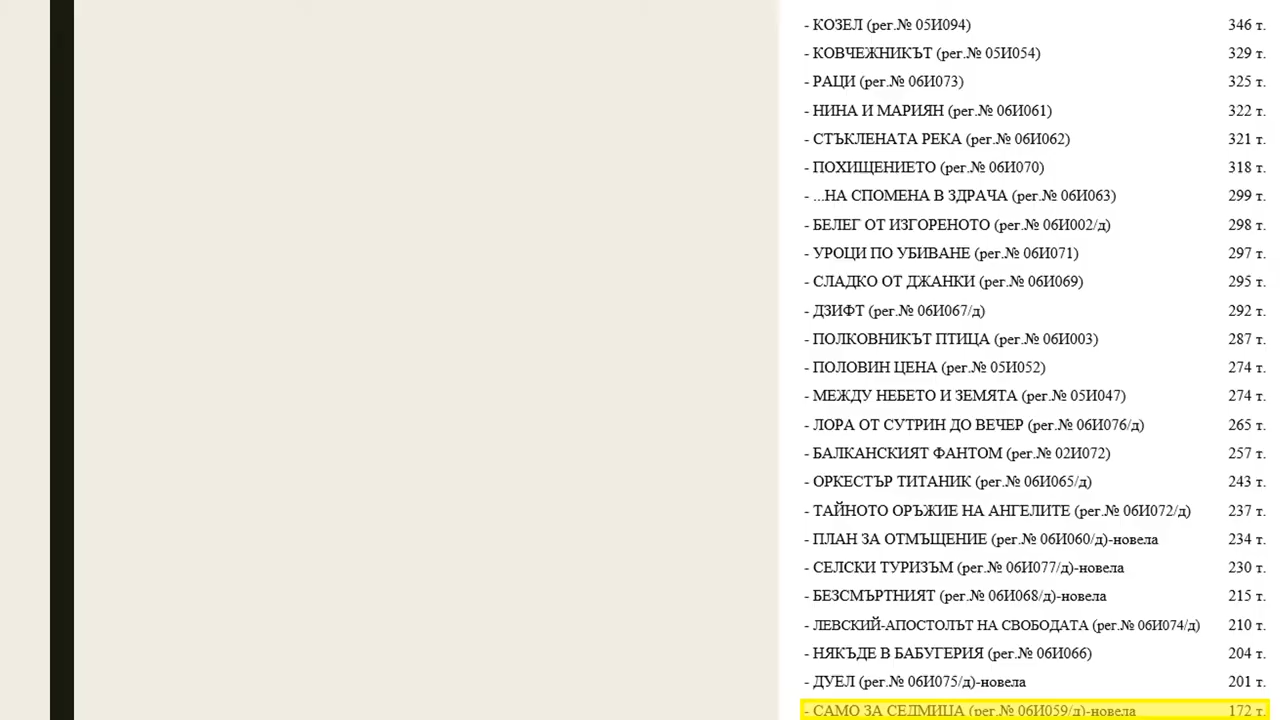 - КОЗЕЛ (рег.№ 05И094) 346 т.
- КОВЧЕЖНИКЪТ (рег.№ 05И054) 329 т.
- РАЦИ (рег.№ 06И073) 325 т.
- НИНА И МАРИЯН (рег.№ 06И061) 322 т.
- СТЪКЛЕНАТА РЕКА (рег.№ 06И062) 321 т.
- ПОХИЩЕНИЕТО (рег.№ 06И070) 318 т.
- ...НА СПОМЕНА В ЗДРАЧА (рег.№ 06И063) 299 т.
- БЕЛЕГ ОТ ИЗГОРЕНОТО (рег.№ 06И002/д) 298 т.
- УРОЦИ ПО УБИВАНЕ (рег.№ 06И071) 297 т.
- СЛАДКО ОТ ДЖАНКИ (рег.№ 06И069) 295 т.
- ДЗИФТ (рег.№ 06И067/д) 292 т.
- ПОЛКОВНИКЪТ ПТИЦА (рег.№ 06И003) 287 т.
- ПОЛОВИН ЦЕНА (рег.№ 05И052) 274 т.
- МЕЖДУ НЕБЕТО И ЗЕМЯТА (рег.№ 05И047) 274 т.
- ЛОРА ОТ СУТРИН ДО ВЕЧЕР (рег.№ 06И076/д) 265 т.
- БАЛКАНСКИЯТ ФАНТОМ (рег.№ 02И072) 257 т.
- ОРКЕСТЪР ТИТАНИК (рег.№ 06И065/д) 243 т.
- ТАЙНОТО ОРЪЖИЕ НА АНГЕЛИТЕ (рег.№ 06И072/д) 237 т.
- ПЛАН ЗА ОТМЪЩЕНИЕ (рег.№ 06И060/д)-новела 234 т.
- СЕЛСКИ ТУРИЗЪМ (рег.№ 06И077/д)-новела 230 т.
- БЕЗСМЪРТНИЯТ (рег.№ 06И068/д)-новела 215 т.
- ЛЕВСКИЙ-АПОСТОЛЪТ НА СВОБОДАТА (рег.№ 06И074/д) 210 т.
- НЯКЪДЕ В БАБУГЕРИЯ (рег.№ 06И066) 204 т.
- ДУЕЛ (рег.№ 06И075/д)-новела 201 т.
- САМО ЗА СЕДМИЦА (рег.№ 06И059/д)-новела 172 т.